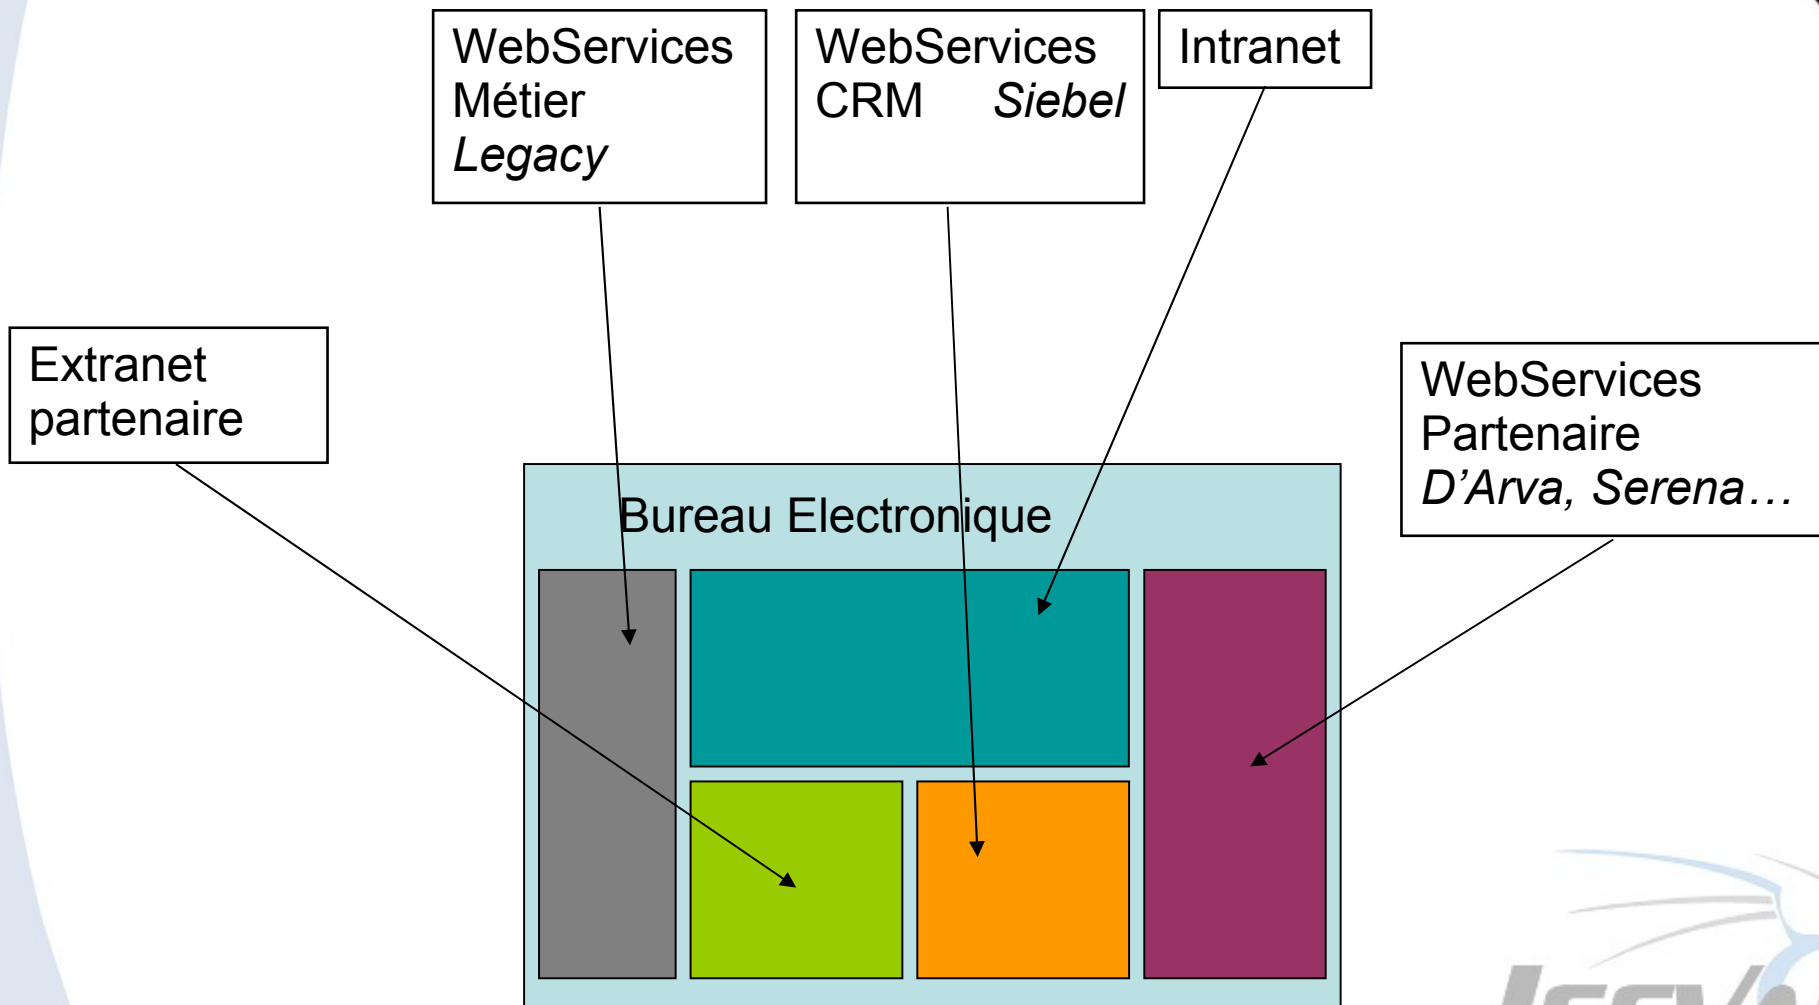 WebServices
Métier
Legacy
WebServices
CRM Siebel
Intranet
Extranet
partenaire
WebServices
Partenaire
D’Arva, Serena…
Bureau Electronique